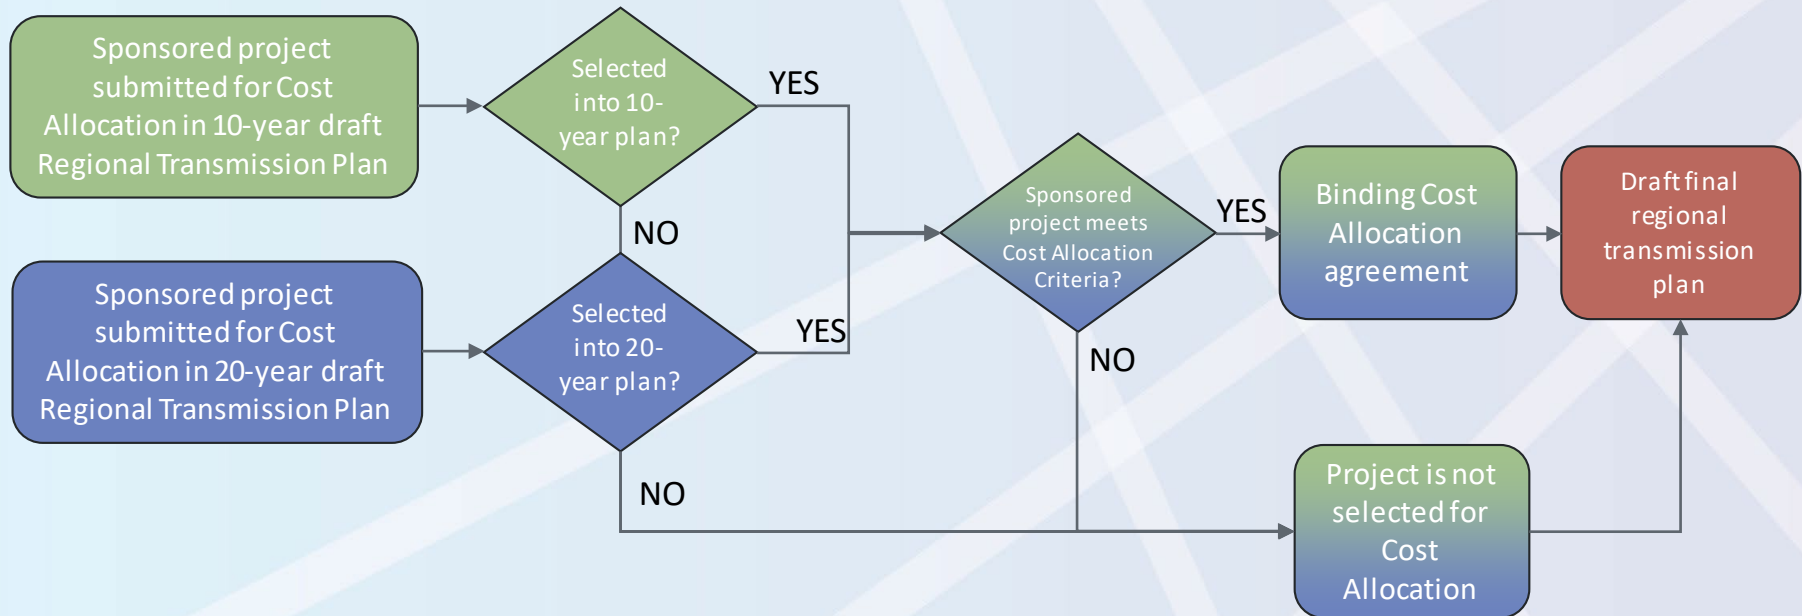 Sponsored project
submitted for Cost
Allocation in 10-year draft
Regional Transmission Plan
Selected
into 10-
year plan?
YES
NO
Sponsored project
submitted for Cost
Allocation in 20-year draft
Regional Transmission Plan
Selected
into 20-
year plan?
YES
NO
Sponsored
project meets
Cost Allocation
Criteria?
YES
NO
Binding Cost
Allocation
agreement
Draft final
regional
transmission
plan
Project is not
selected for
Cost
Allocation